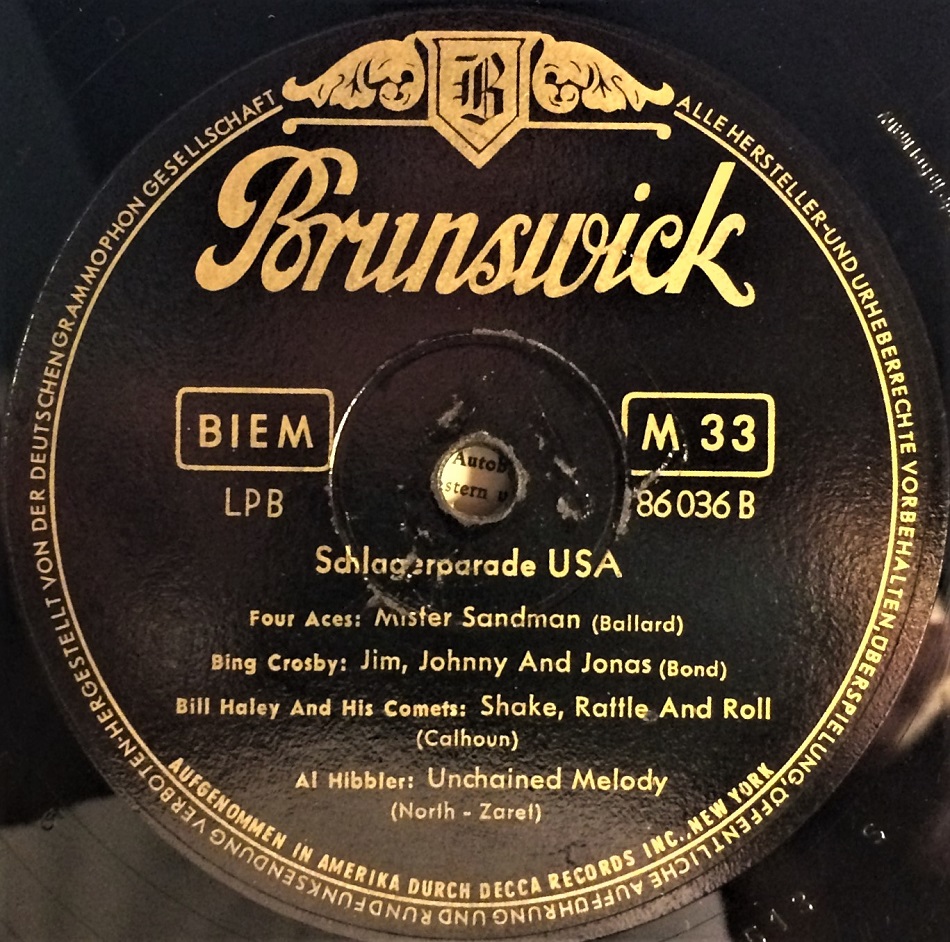 B
Brunswick
BIEM
M 33
LPB
86036 B
Autob
stern u
Schlagerparade USA
Four Aces: Mister Sandman (Ballard)
Bing Crosby: Jim, Johnny And Jonas (Bond)
Bill Haley And His Comets: Shake, Rattle And Roll
(Calhoun)
Al Hibbler: Unchained Melody
(North - Zaret)
AUFGENOMMEN IN AMERIKA DURCH DECCA RECORDS INC., NEW YORK
ALLE HERSTELLER-UND URHEBERRECHTE VORBEHALTEN, ÜBERSPIELUNG, ÖFFENTLICHE AUFFÜHRUNG UND RUNDFUNKSENDUNG VERBOTEN-HERGESTELLT VON DER DEUTSCHEN GRAMMOPHON GESELLSCHAFT